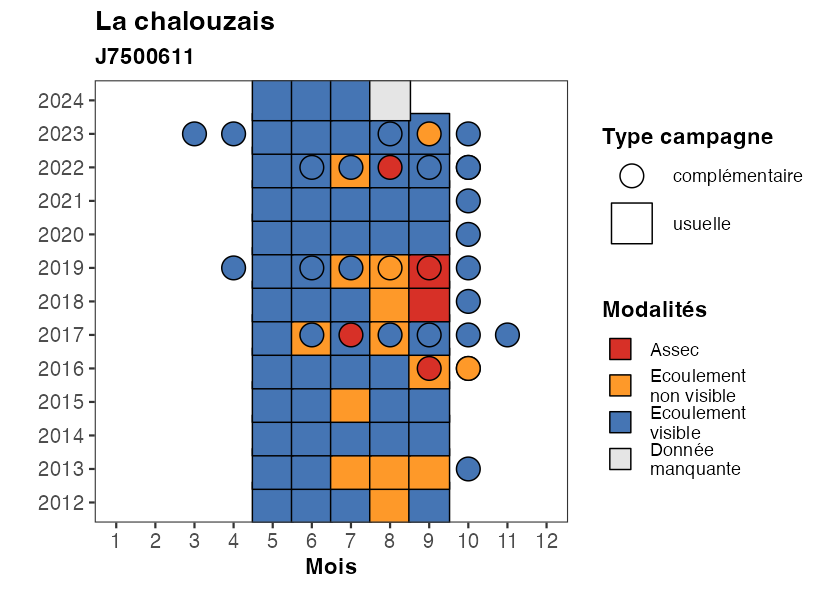 La chalouzais
J7500611
2024
2023
2022
2021
2020
2019
2018
2017
2016
2015
2014
2013
2012
1 2 3 4 5 6 7 8 9 10 11 12
Mois
Type campagne
complémentaire
usuelle
Modalités
Assec
Ecoulement
non visible
Ecoulement
visible
Donnée
manquante